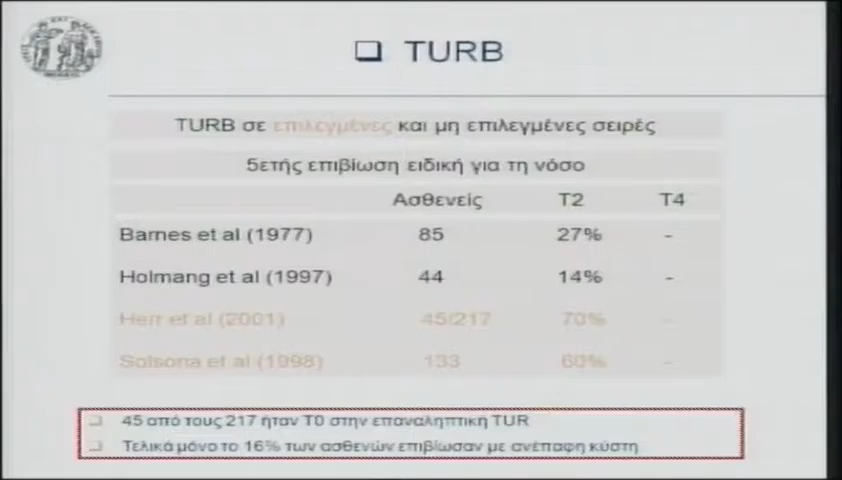 ❑ TURB
TURB σε επιλεγμένες και μη επιλεγμένες σειρές
5ετής επιβίωση ειδική για τη νόσο
Ασθενείς T2 T4
Barnes et al (1977) 85 27% -
Holmang et al (1997) 44 14% -
Herr et al (2001) 45/217 70% -
Solsona et al (1998) 133 60% -
❑ 45 από τους 217 ήταν T0 στην επαναληπτική TUR
❑ Τελικά μόνο το 16% των ασθενών επιβίωσαν με ανέπαφη κύστη